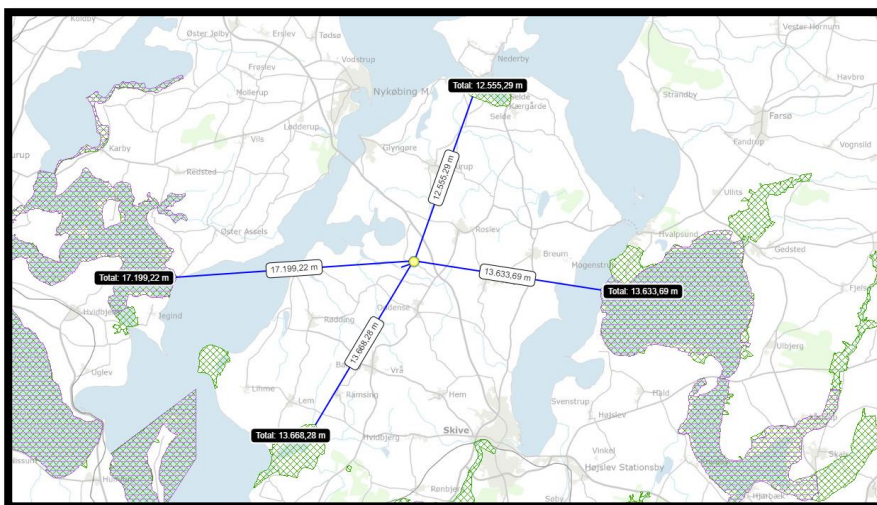 Koldby
Øster Jølby
Erslev
Tødsø
Vester Hornum
Frøslev
Vodstrup
Nederby
Mollerup
Nykøbing M
Total: 12.555,29 m
Selde
Kærgårde
Selde
Strandby
Havbro
Farsø
Lødderup
Vils
Karby
Glyngøre
Fandrup
Vognsild
Redsted
12.555,29 m
Ullits
Øster Assels
Roslev
Hvalpsund
Gedsted
Breum
Mogenstrup
17.199,22 m
13.633,69 m
Total: 17.199,22 m
Total: 13.633,69 m
Hvidbjerg
Jegind
Rødding
Oddense
13.668,28 m
Ulbjerg
Uglev
Vrå
Lihme
Lem
Ramsing
Hem
Svenstrup
Højslev
Skive
Total: 13.668,28 m
Hvidbjerg
Vinkel
Højslev Stationsby
Rønbjerg
Hjarbæk